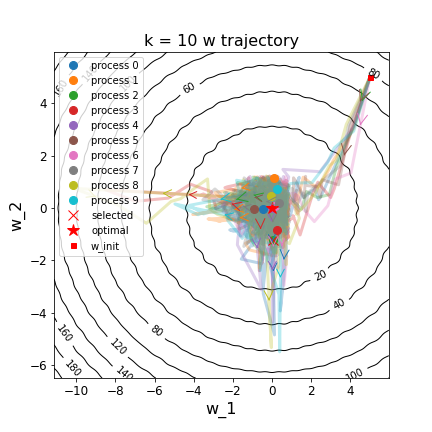 k = 10 w trajectory
process 0
process 1
process 2
process 3
process 4
process 5
process 6
process 7
process 8
process 9
selected
optimal
w_init
w_2
4
2
0
−2
−4
−6
−10
−8
−6
−4
−2
0
2
4
w_1
80
60
20
40
80
100
120
140
160
180